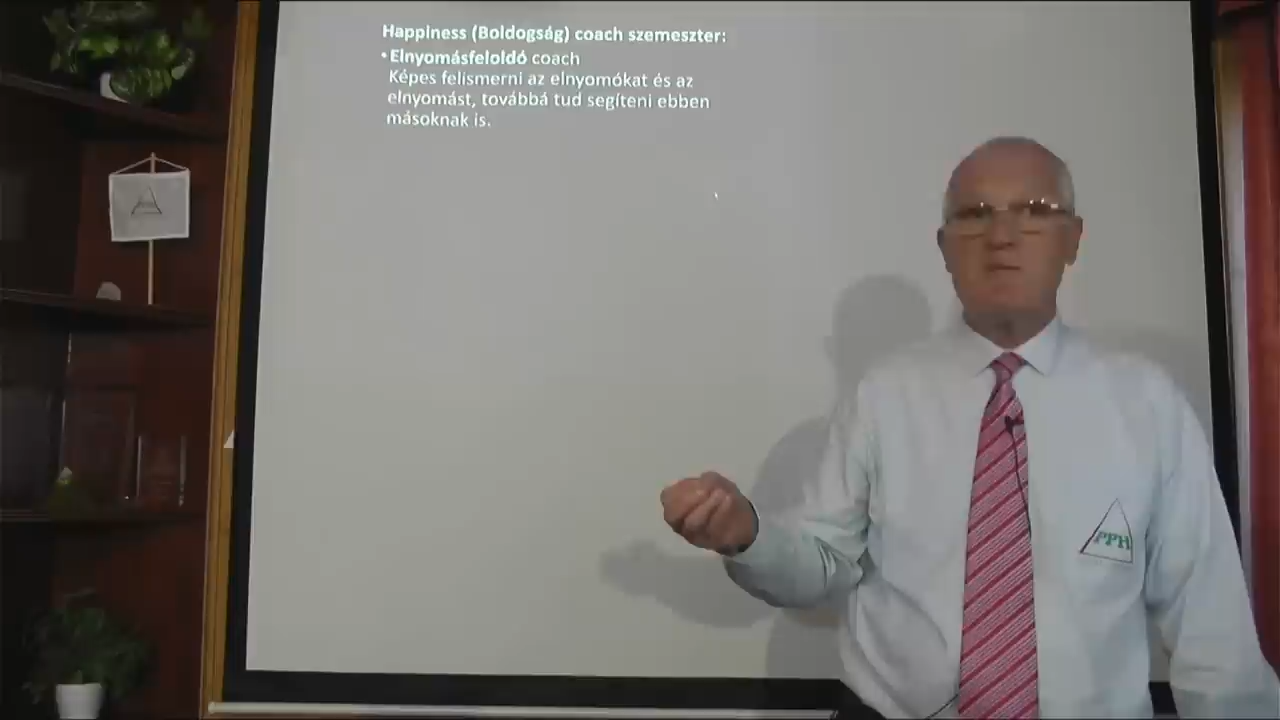 Happiness (Boldogság) coach szemeszter:
• Elnyomásfeloldó coach
Képes felismerni az elnyomókat és az
elnyomást, továbbá tud segíteni ebben
másoknak is.
PPH